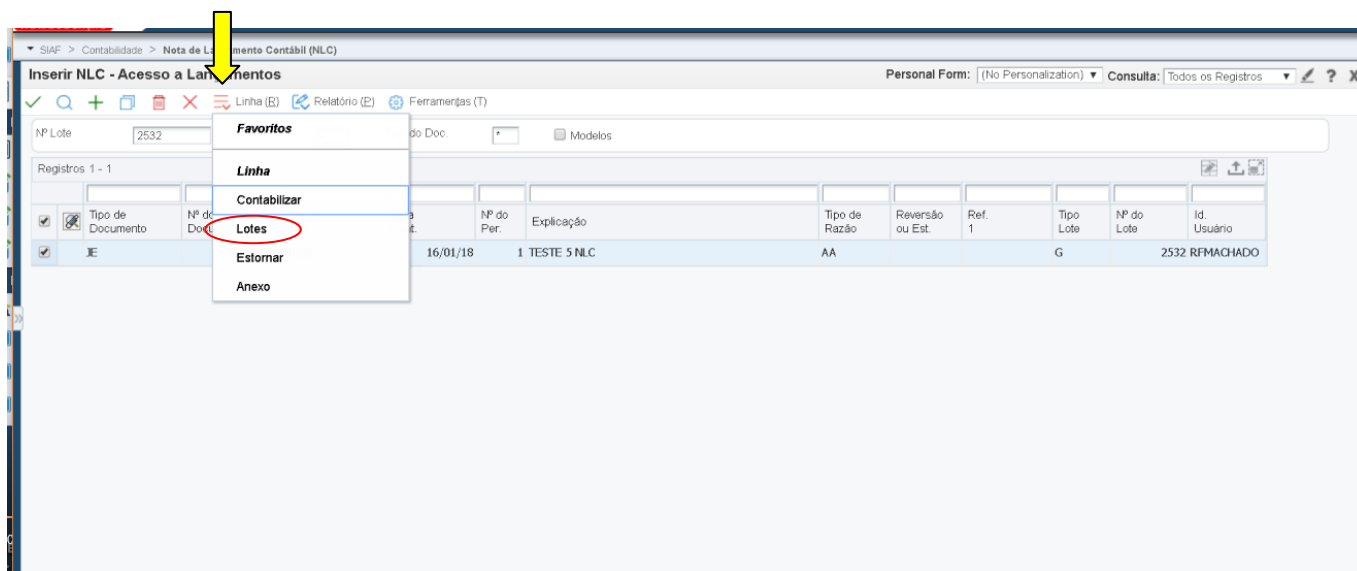 SIAF > Contabilidade > Nota de La mento Contábil (NLC)
Inserir NLC - Acesso a Lan mentos
Personal Form: (No Personalization) Consulta: Todos os Registros ? X
Linha (R) Relatório (P) Ferramentas (T)
Nº Lote 2532 do Doc. * Modelos
Favoritos
Registros 1 - 1
Linha
Contabilizar
Lotes
Estornar
Anexo
Tipo de Documento
Nº do
Nº do Per.
Explicação
Tipo de Razão
Reversão ou Est.
Ref. 1
Tipo Lote
Nº do Lote
Id. Usuário
JE 16/01/18 1 TESTE 5 NLC AA G 2532 RFMACHADO